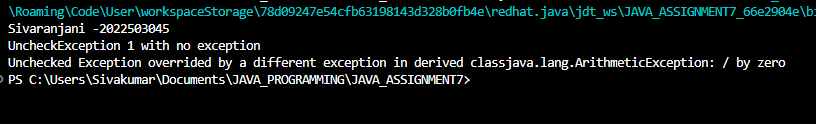 \Roaming\Code\User\workspaceStorage\78d09247e54cfb63198143d328b0fb4e\redhat.java\jdt_ws\JAVA_ASSIGNMENT7_66e2904e\bi
Sivaranjani -2022503045
UncheckException 1 with no exception
Unchecked Exception overrided by a different exception in derived classjava.lang.ArithmeticException: / by zero
PS C:\Users\Sivakumar\Documents\JAVA_PROGRAMMING\JAVA_ASSIGNMENT7>